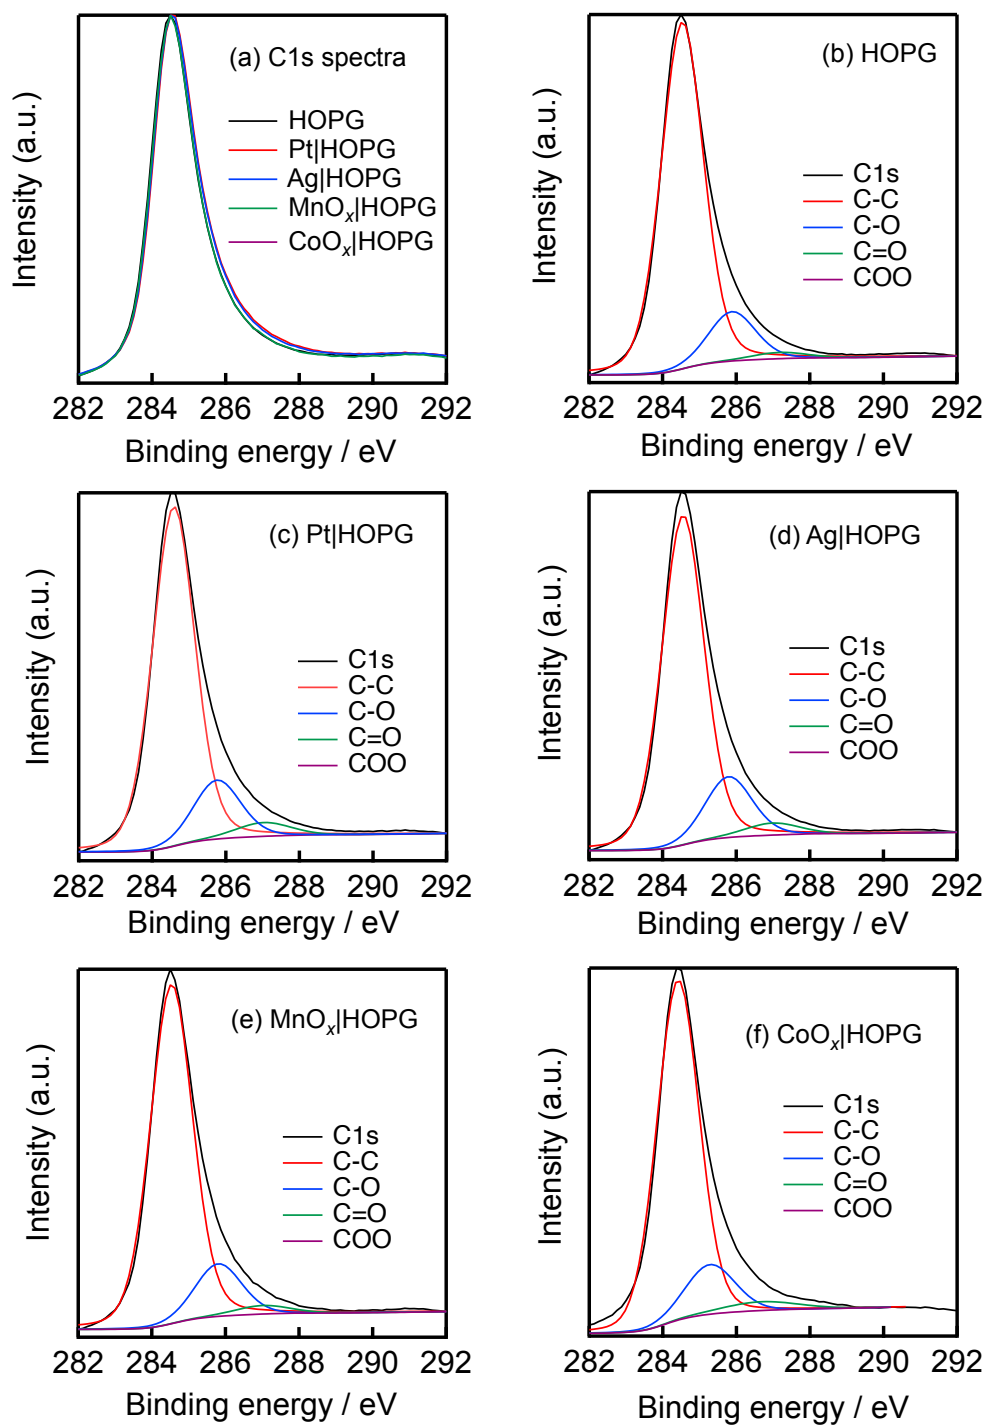 (a) C1s spectra
HOPG
Pt|HOPG
Ag|HOPG
MnOₓ|HOPG
CoOₓ|HOPG
Intensity (a.u.)
282 284 286 288 290 292
Binding energy / eV
(b) HOPG
C1s
C-C
C-O
C=O
COO
Intensity (a.u.)
282 284 286 288 290 292
Binding energy / eV
(c) Pt|HOPG
C1s
C-C
C-O
C=O
COO
Intensity (a.u.)
282 284 286 288 290 292
Binding energy / eV
(d) Ag|HOPG
C1s
C-C
C-O
C=O
COO
Intensity (a.u.)
282 284 286 288 290 292
Binding energy / eV
(e) MnOₓ|HOPG
C1s
C-C
C-O
C=O
COO
Intensity (a.u.)
282 284 286 288 290 292
Binding energy / eV
(f) CoOₓ|HOPG
C1s
C-C
C-O
C=O
COO
Intensity (a.u.)
282 284 286 288 290 292
Binding energy / eV